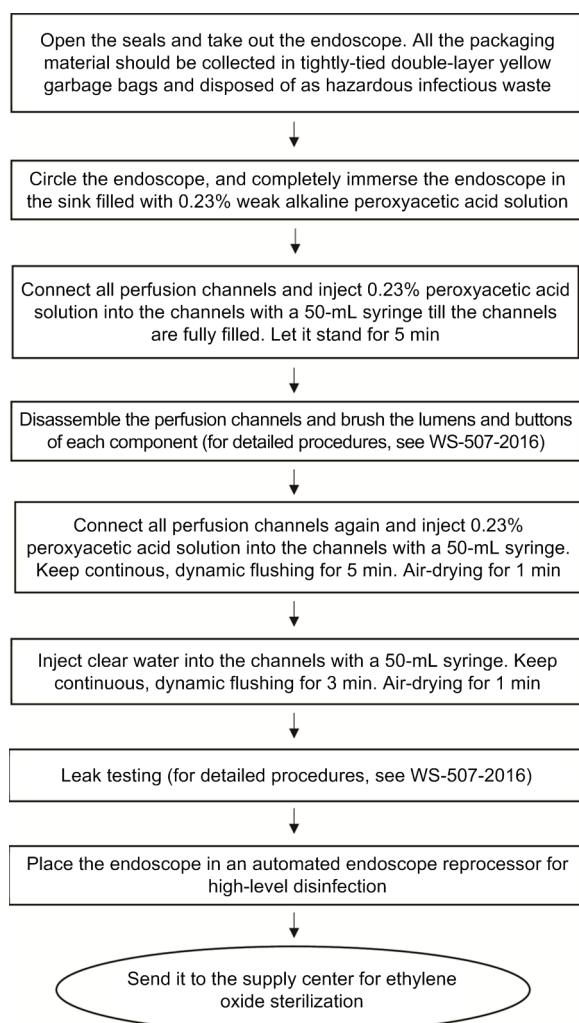 Open the seals and take out the endoscope. All the packaging
material should be collected in tightly-tied double-layer yellow
garbage bags and disposed of as hazardous infectious waste
Circle the endoscope, and completely immerse the endoscope in
the sink filled with 0.23% weak alkaline peroxyacetic acid solution
Connect all perfusion channels and inject 0.23% peroxyacetic acid
solution into the channels with a 50-mL syringe till the channels
are fully filled. Let it stand for 5 min
Disassemble the perfusion channels and brush the lumens and buttons
of each component (for detailed procedures, see WS-507-2016)
Connect all perfusion channels again and inject 0.23%
peroxyacetic acid solution into the channels with a 50-mL syringe.
Keep continous, dynamic flushing for 5 min. Air-drying for 1 min
Inject clear water into the channels with a 50-mL syringe. Keep
continuous, dynamic flushing for 3 min. Air-drying for 1 min
Leak testing (for detailed procedures, see WS-507-2016)
Place the endoscope in an automated endoscope reprocessor for
high-level disinfection
Send it to the supply center for ethylene
oxide sterilization